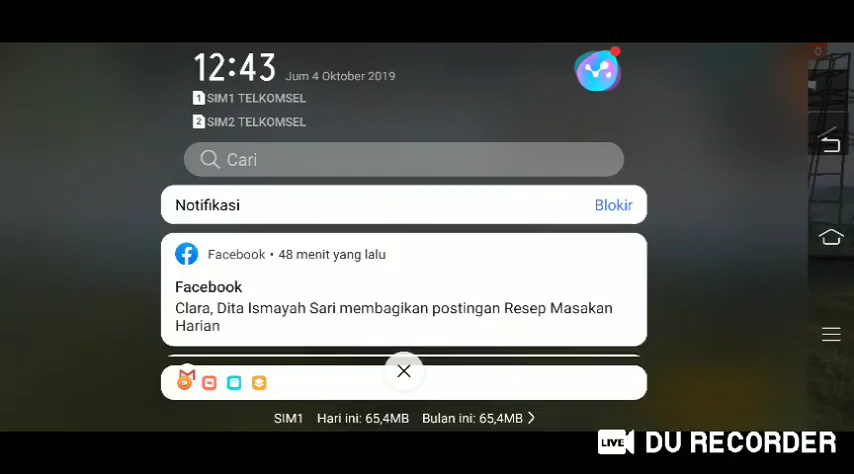 12:43 Jum 4 Oktober 2019
1 SIM1 TELKOMSEL
2 SIM2 TELKOMSEL
Cari
Notifikasi Blokir
Facebook • 48 menit yang lalu
Facebook
Clara, Dita Ismayah Sari membagikan postingan Resep Masakan
Harian
SIM1 Hari ini: 65,4MB Bulan ini: 65,4MB
LIVE DU RECORDER
0